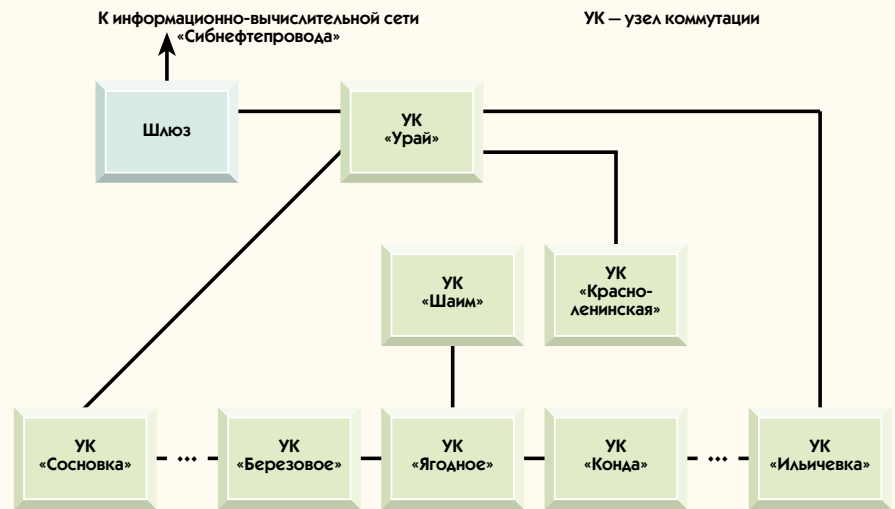 К информационно-вычислительной сети
«Сибнефтепровода»
УК — узел коммутации
Шлюз
УК
«Урай»
УК
«Шаим»
УК
«Красно-
ленинская»
УК
«Сосновка»
...
УК
«Березовое»
УК
«Ягодное»
УК
«Конда»
...
УК
«Ильичевка»